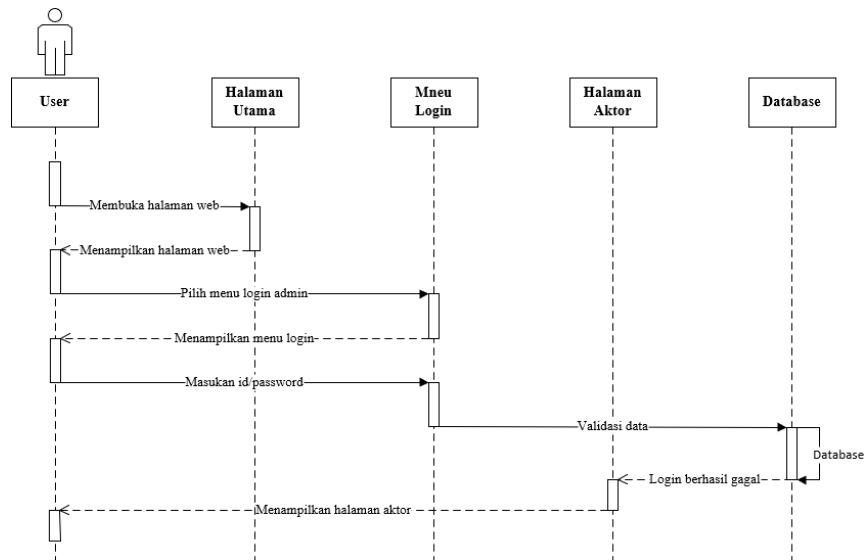 User
Halaman
Utama
Mneu
Login
Halaman
Aktor
Database
Membuka halaman web
Menampilkan halaman web
Pilih menu login admin
Menampilkan menu login
Masukan id/password
Validasi data
Database
Login berhasil gagal
Menampilkan halaman aktor